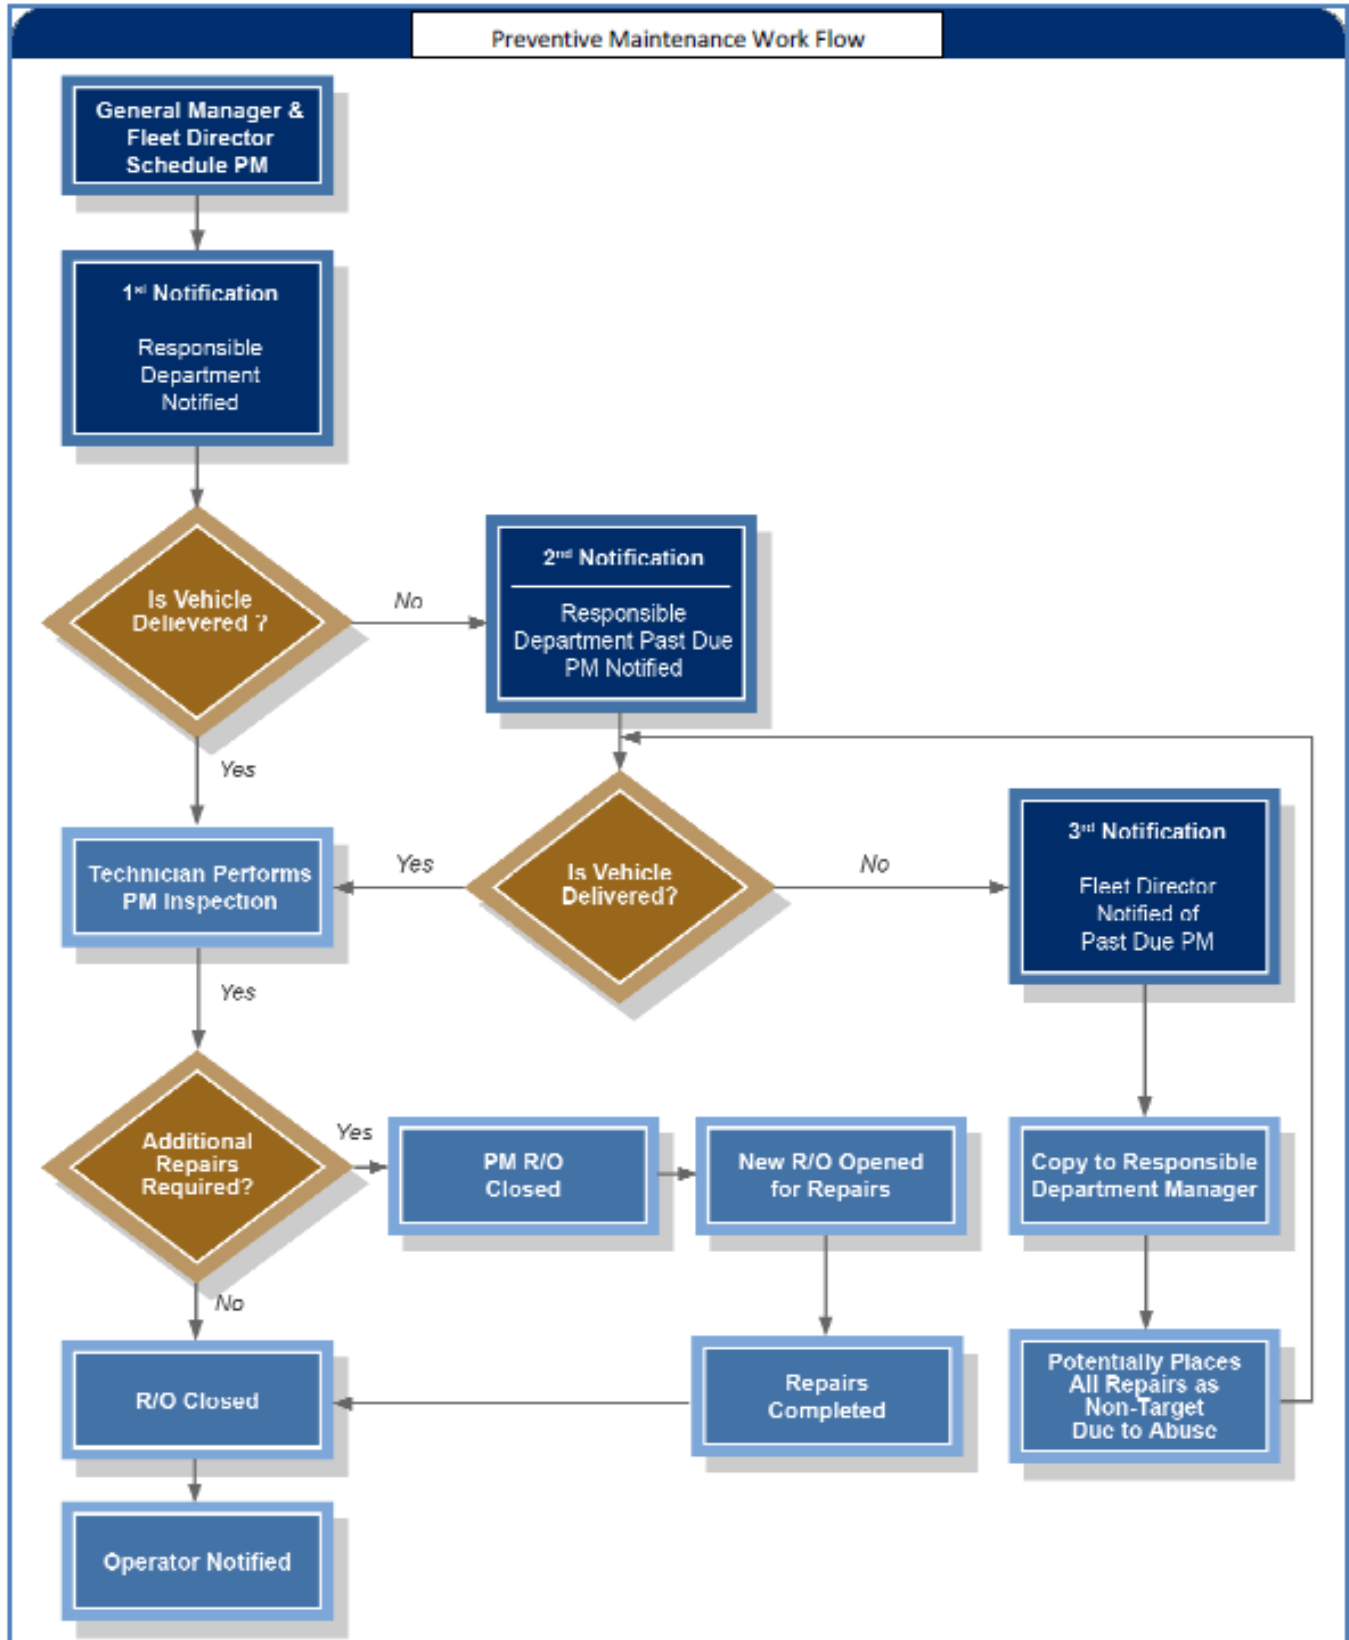 Preventive Maintenance Work Flow
General Manager &
Fleet Director
Schedule PM
1st Notification
Responsible
Department
Notified
Is Vehicle
Delievered ?
No
2nd Notification
Responsible
Department Past Due
PM Notified
Yes
Technician Performs
PM Inspection
Yes
Is Vehicle
Delivered?
No
3rd Notification
Fleet Director
Notified of
Past Due PM
Yes
Additional
Repairs
Required?
Yes
PM R/O
Closed
New R/O Opened
for Repairs
Copy to Responsible
Department Manager
No
R/O Closed
Repairs
Completed
Potentially Places
All Repairs as
Non-Target
Due to Abuse
Operator Notified